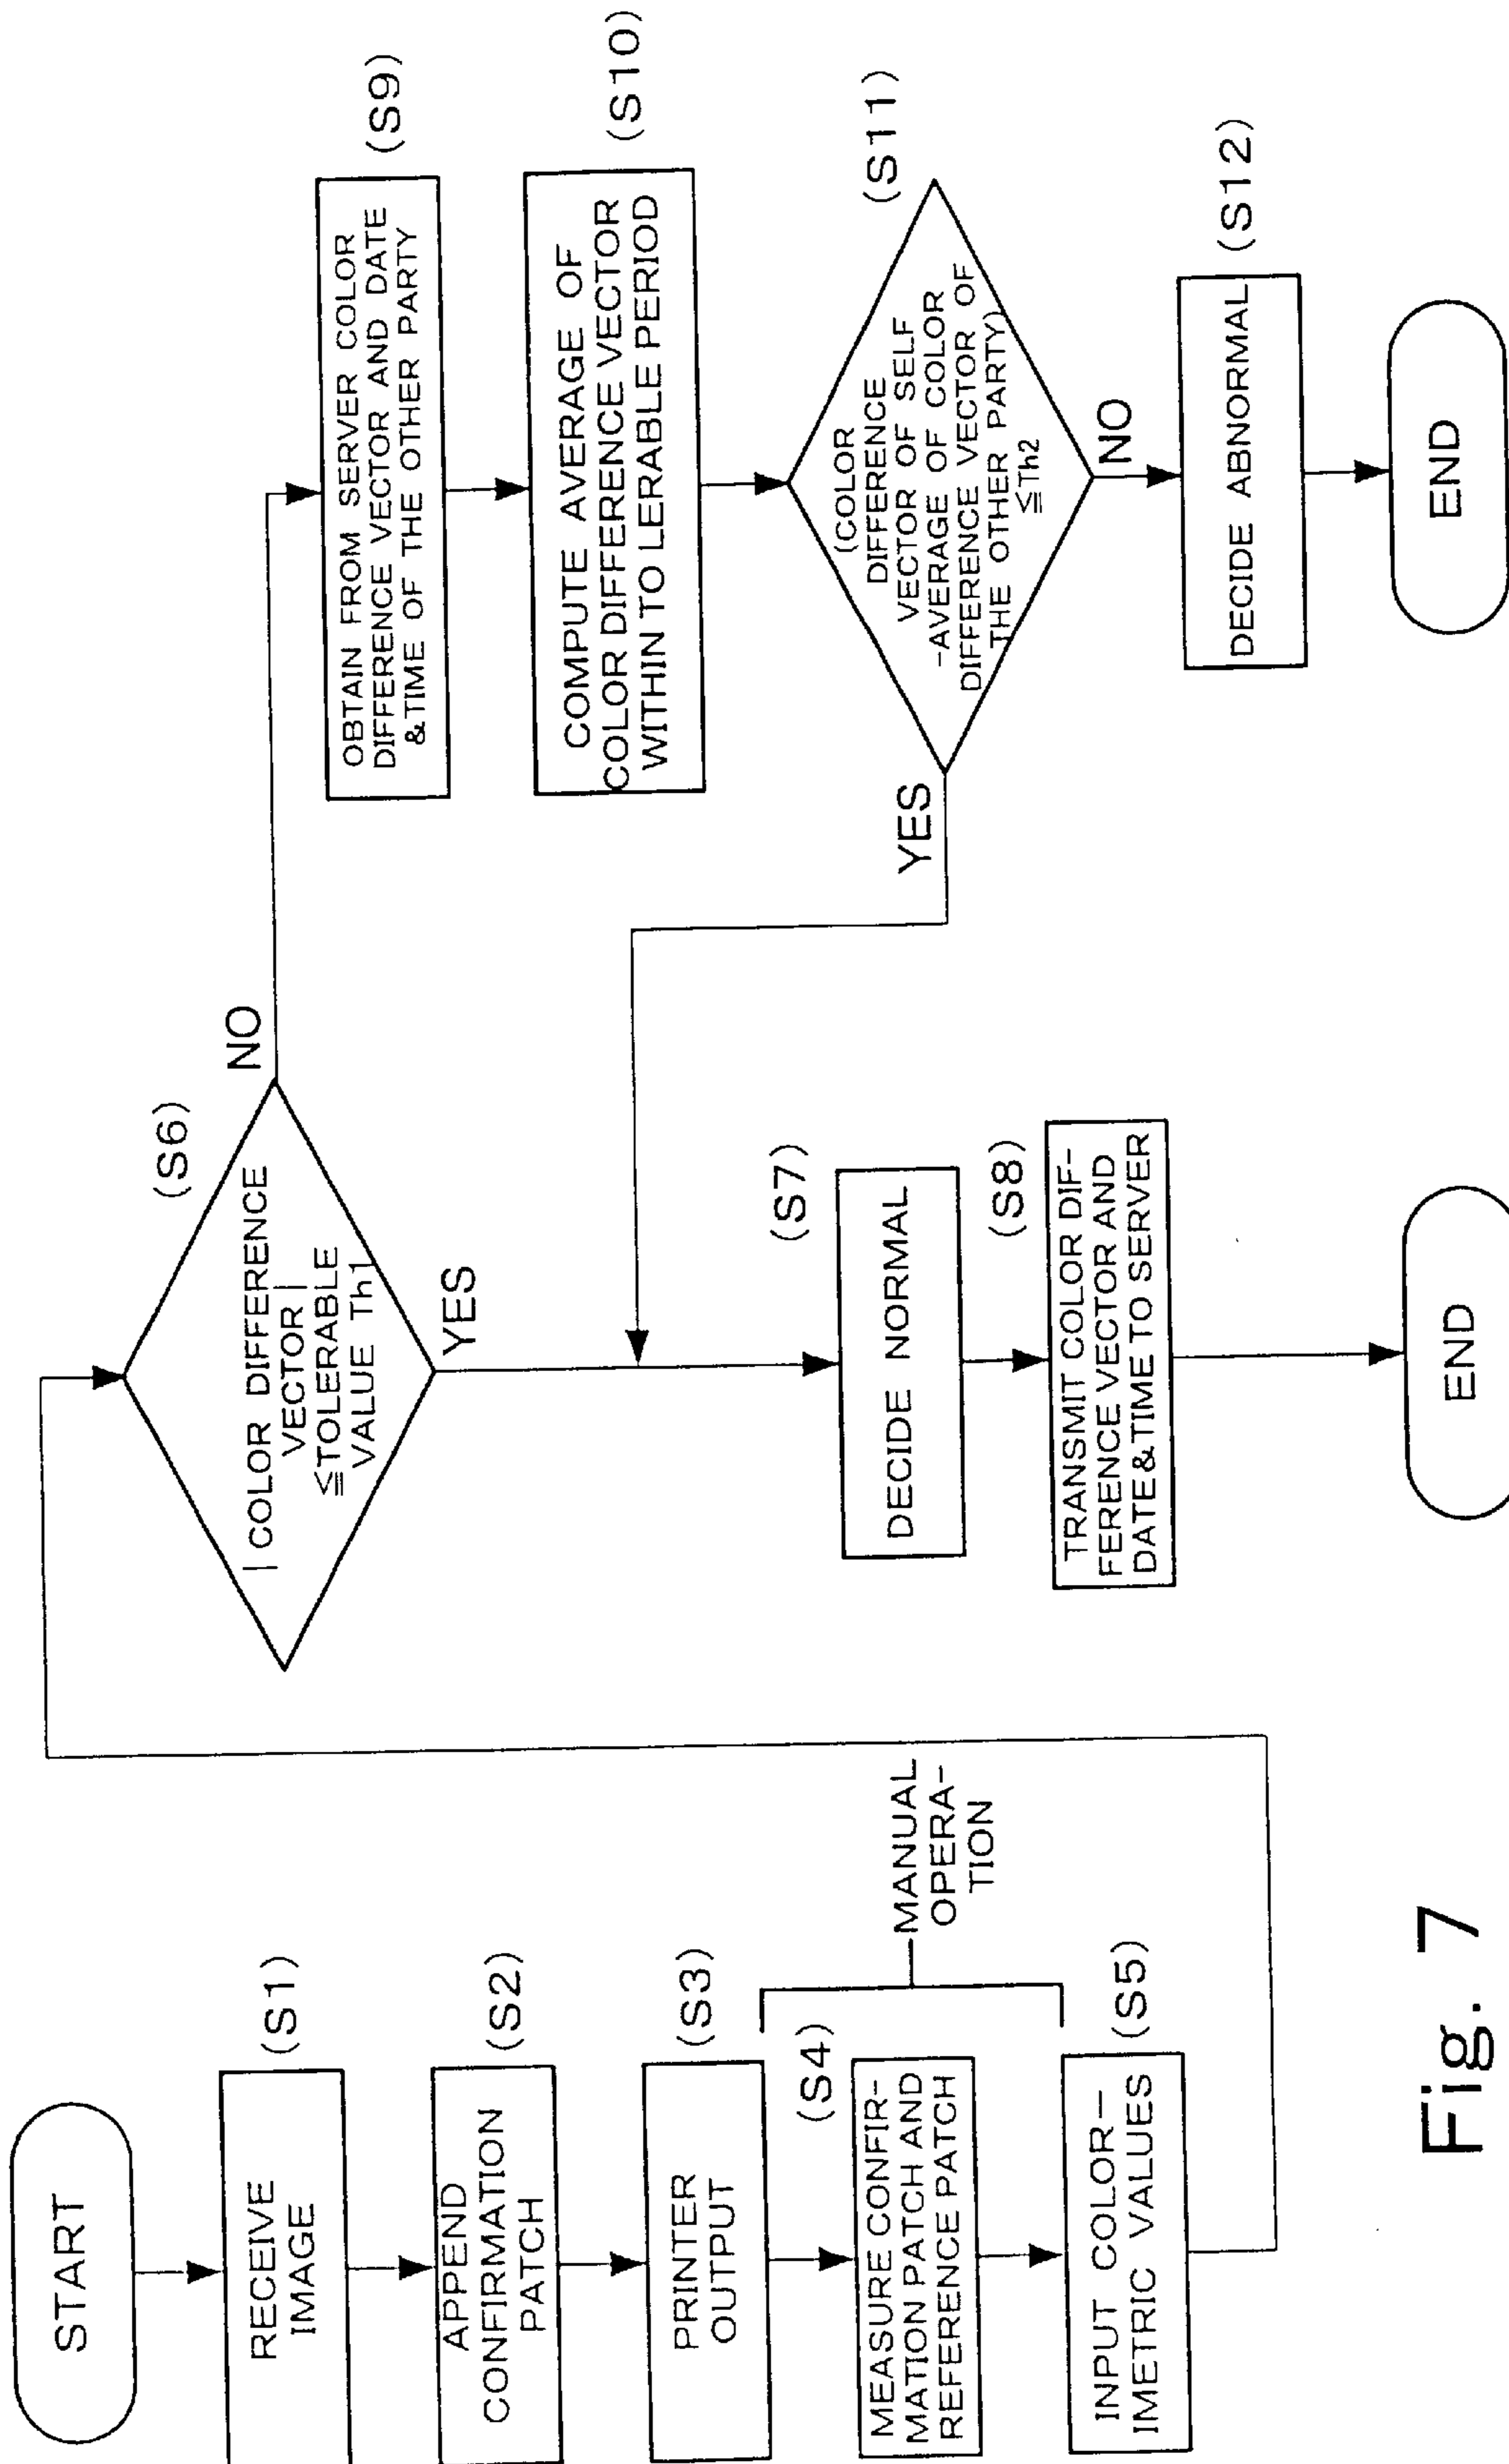 START
RECEIVE
IMAGE
(S1)
APPEND
CONFIRMATION
PATCH
(S2)
PRINTER
OUTPUT
(S3)
MEASURE CONFIR-
MATION PATCH AND
REFERENCE PATCH
(S4)
INPUT COLOR-
IMETRIC VALUES
(S5)
MANUAL
OPERA-
TION
|COLOR DIFFERENCE
VECTOR|
≦TOLERABLE
VALUE Th1
(S6)
NO
YES
DECIDE NORMAL
(S7)
TRANSMIT COLOR DIF-
FERENCE VECTOR AND
DATE&TIME TO SERVER
(S8)
END
OBTAIN FROM SERVER COLOR
DIFFERENCE VECTOR AND DATE
&TIME OF THE OTHER PARTY
(S9)
COMPUTE AVERAGE OF
COLOR DIFFERENCE VECTOR
WITHIN TO LERABLE PERIOD
(S10)
(COLOR
DIFFERENCE
VECTOR OF SELF
-AVERAGE OF COLOR
DIFFERENCE VECTOR OF
THE OTHER PARTY)
≦Th2
(S11)
YES
NO
DECIDE ABNORMAL
(S12)
END
Fig. 7